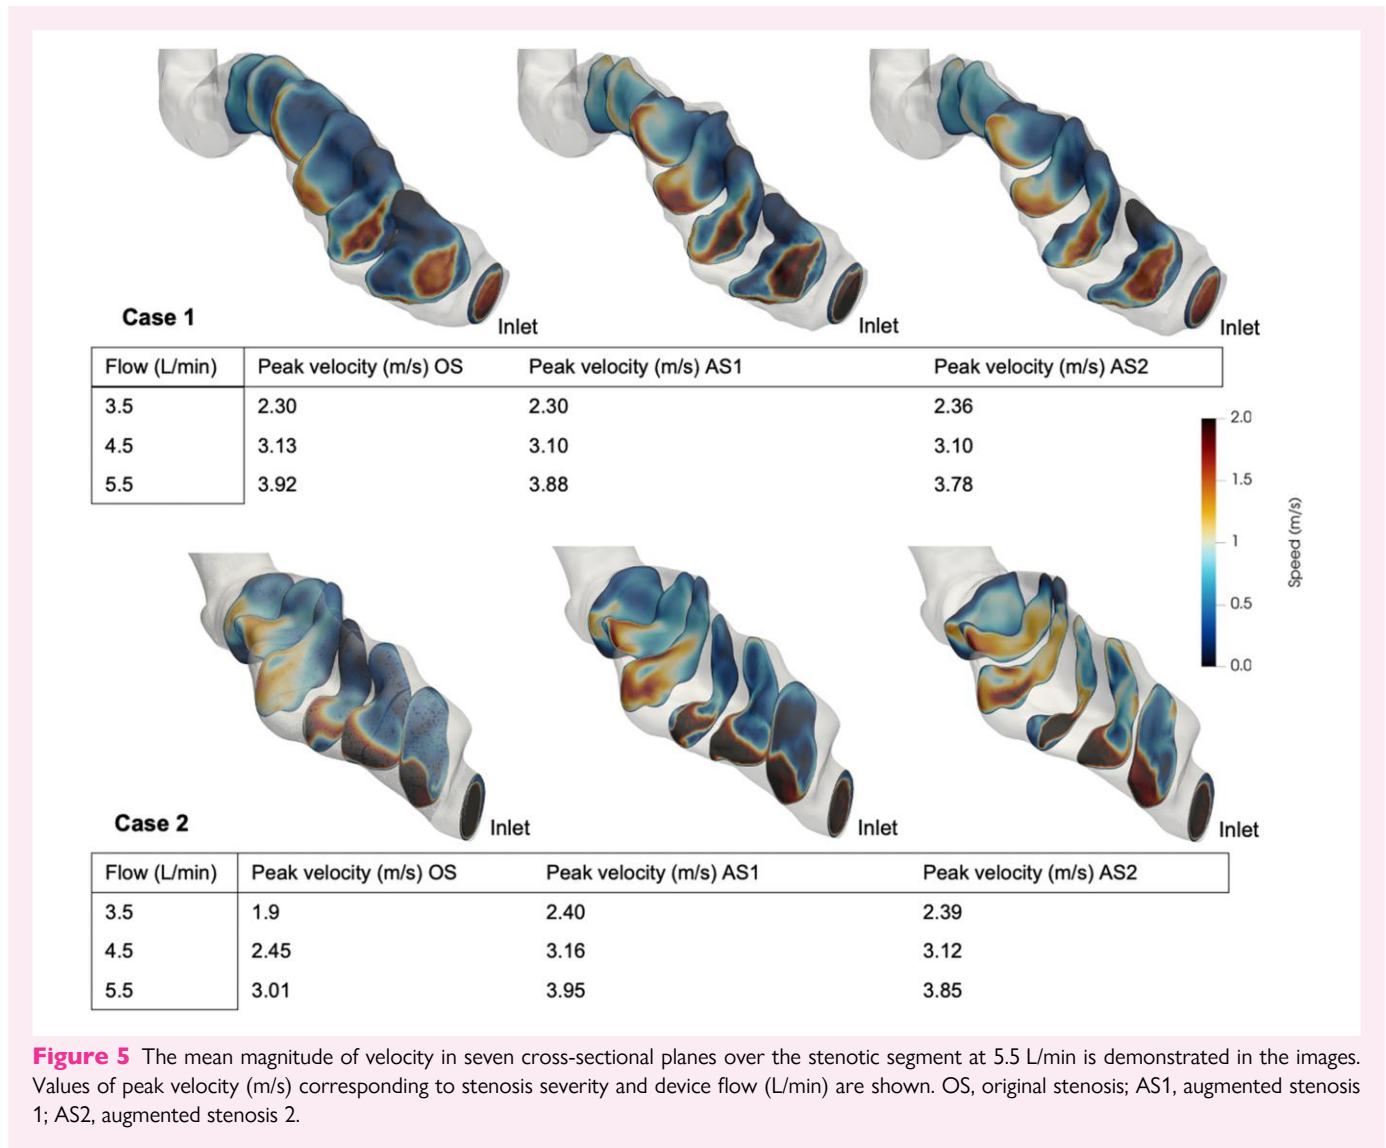 Inlet
Inlet
Inlet
Case 1
Flow (L/min) Peak velocity (m/s) OS Peak velocity (m/s) AS1 Peak velocity (m/s) AS2
3.5 2.30 2.30 2.36
4.5 3.13 3.10 3.10
5.5 3.92 3.88 3.78
2.0
1.5
1
0.5
0.0
Speed (m/s)
Inlet
Inlet
Inlet
Case 2
Flow (L/min) Peak velocity (m/s) OS Peak velocity (m/s) AS1 Peak velocity (m/s) AS2
3.5 1.9 2.40 2.39
4.5 2.45 3.16 3.12
5.5 3.01 3.95 3.85
Figure 5 The mean magnitude of velocity in seven cross-sectional planes over the stenotic segment at 5.5 L/min is demonstrated in the images.
Values of peak velocity (m/s) corresponding to stenosis severity and device flow (L/min) are shown. OS, original stenosis; AS1, augmented stenosis
1; AS2, augmented stenosis 2.